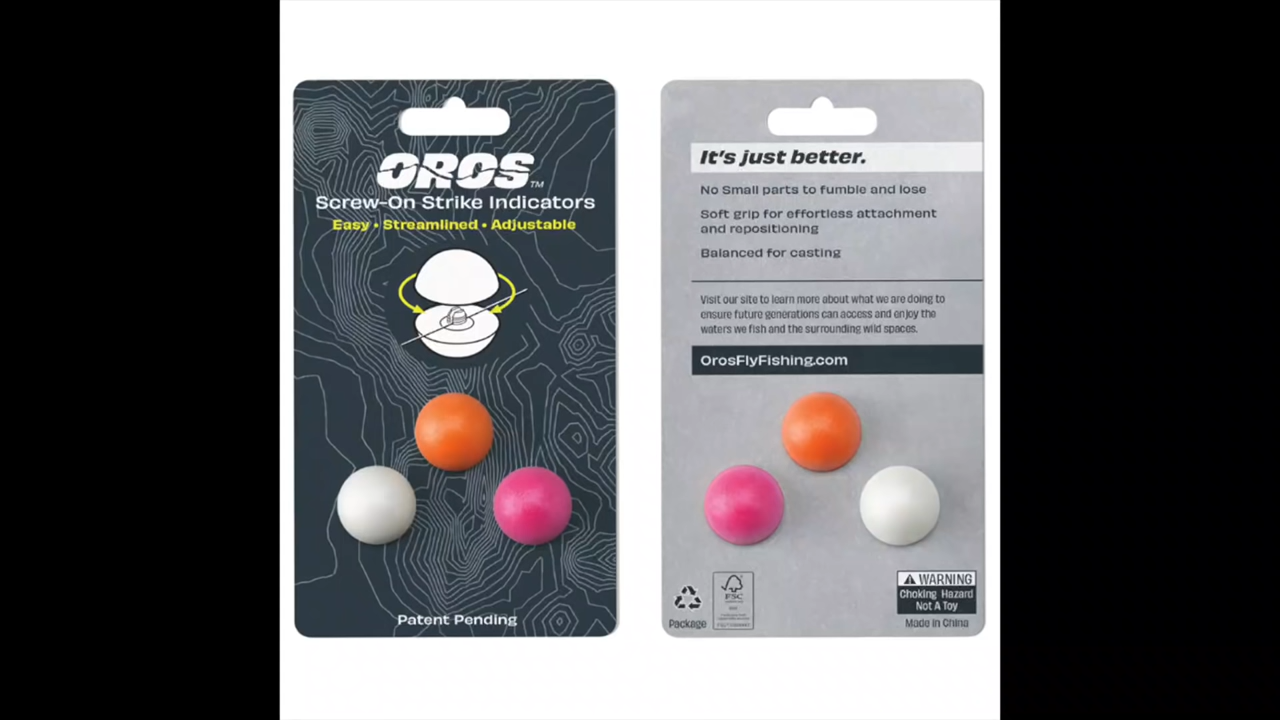 OROS™
Screw-On Strike Indicators
Easy • Streamlined • Adjustable
Patent Pending
It's just better.
No Small parts to fumble and lose
Soft grip for effortless attachment
and repositioning
Balanced for casting
Visit our site to learn more about what we are doing to
ensure future generations can access and enjoy the
waters we fish and the surrounding wild spaces.
OrosFlyFishing.com
Package
FSC
WARNING
Choking Hazard
Not A Toy
Made in China